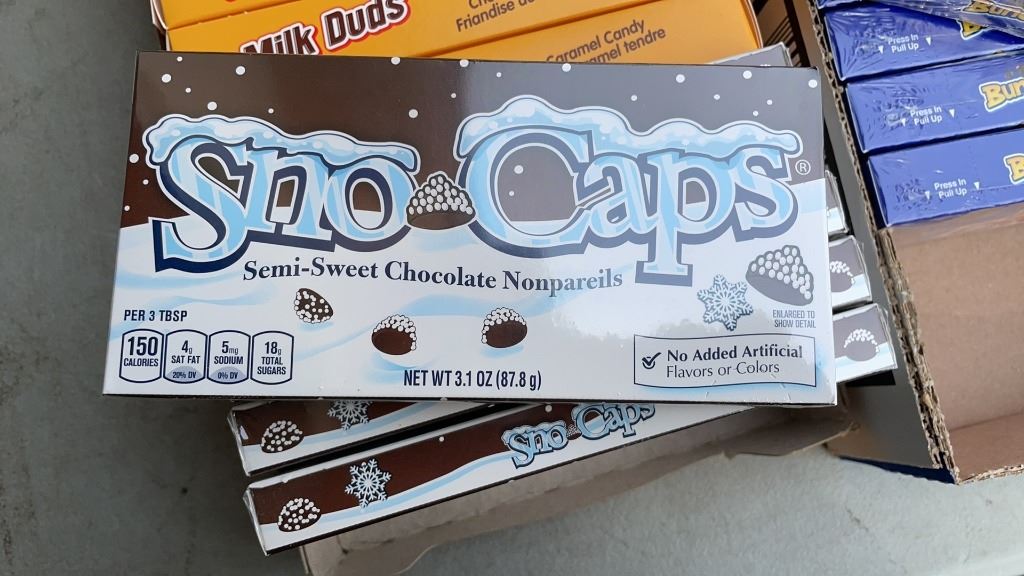 Milk Duds
Friandise
Caramel Candy
tendre
Press In
Pull Up
Press In
Pull Up
Press In
Pull Up
Sno Caps®
Semi-Sweet Chocolate Nonpareils
ENLARGED TO
SHOW DETAIL
PER 3 TBSP
150
CALORIES
4g
SAT FAT
20% DV
5mg
SODIUM
0% DV
18g
TOTAL
SUGARS
NET WT 3.1 OZ (87.8 g)
No Added Artificial
Flavors or Colors
Sno Caps